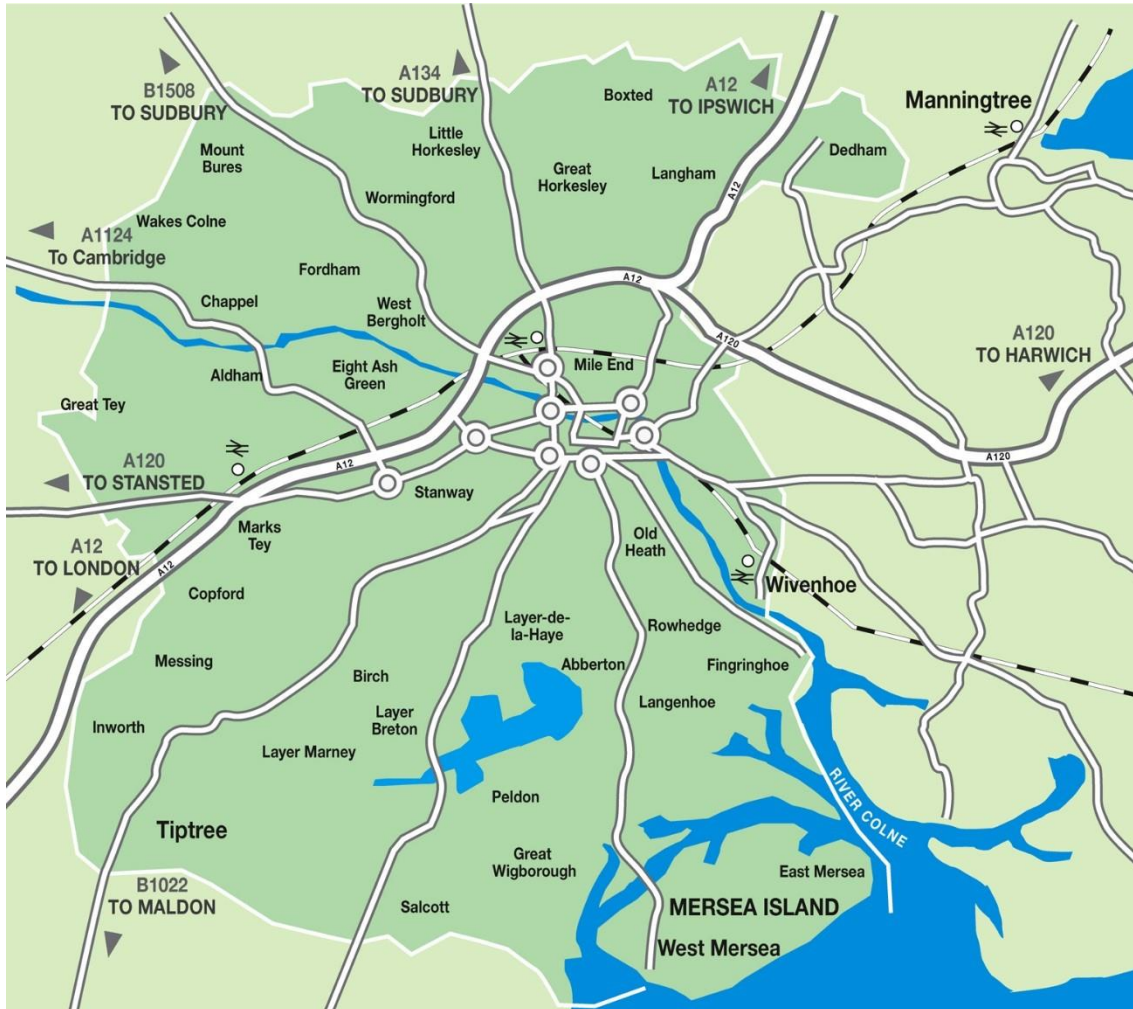 B1508
TO SUDBURY
A134
TO SUDBURY
A12
TO IPSWICH
Boxted
Manningtree
Mount
Bures
Little
Horkesley
Great
Horkesley
Langham
Dedham
Wormingford
A12
Wakes Colne
A1124
To Cambridge
Fordham
A12
Chappel
West
Bergholt
A120
A120
TO HARWICH
Mile End
Eight Ash
Green
Aldham
Great Tey
A120
TO STANSTED
A12
A120
Stanway
Marks
Tey
Old
Heath
A12
TO LONDON
A12
Wivenhoe
Copford
Layer-de-
la-Haye
Rowhedge
Messing
Abberton
Fingringhoe
Birch
Langenhoe
Layer
Breton
Inworth
Layer Marney
Peldon
RIVER COLNE
Tiptree
Great
Wigborough
East Mersea
B1022
TO MALDON
Salcott
MERSEA ISLAND
West Mersea